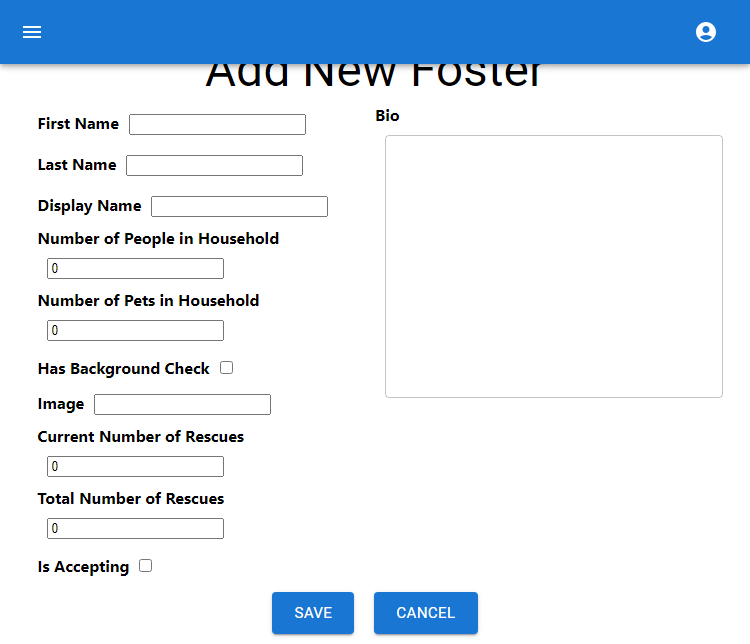 Add New Foster
First Name
Last Name
Display Name
Number of People in Household
0
Number of Pets in Household
0
Has Background Check
Image
Current Number of Rescues
0
Total Number of Rescues
0
Is Accepting
Bio
SAVE
CANCEL